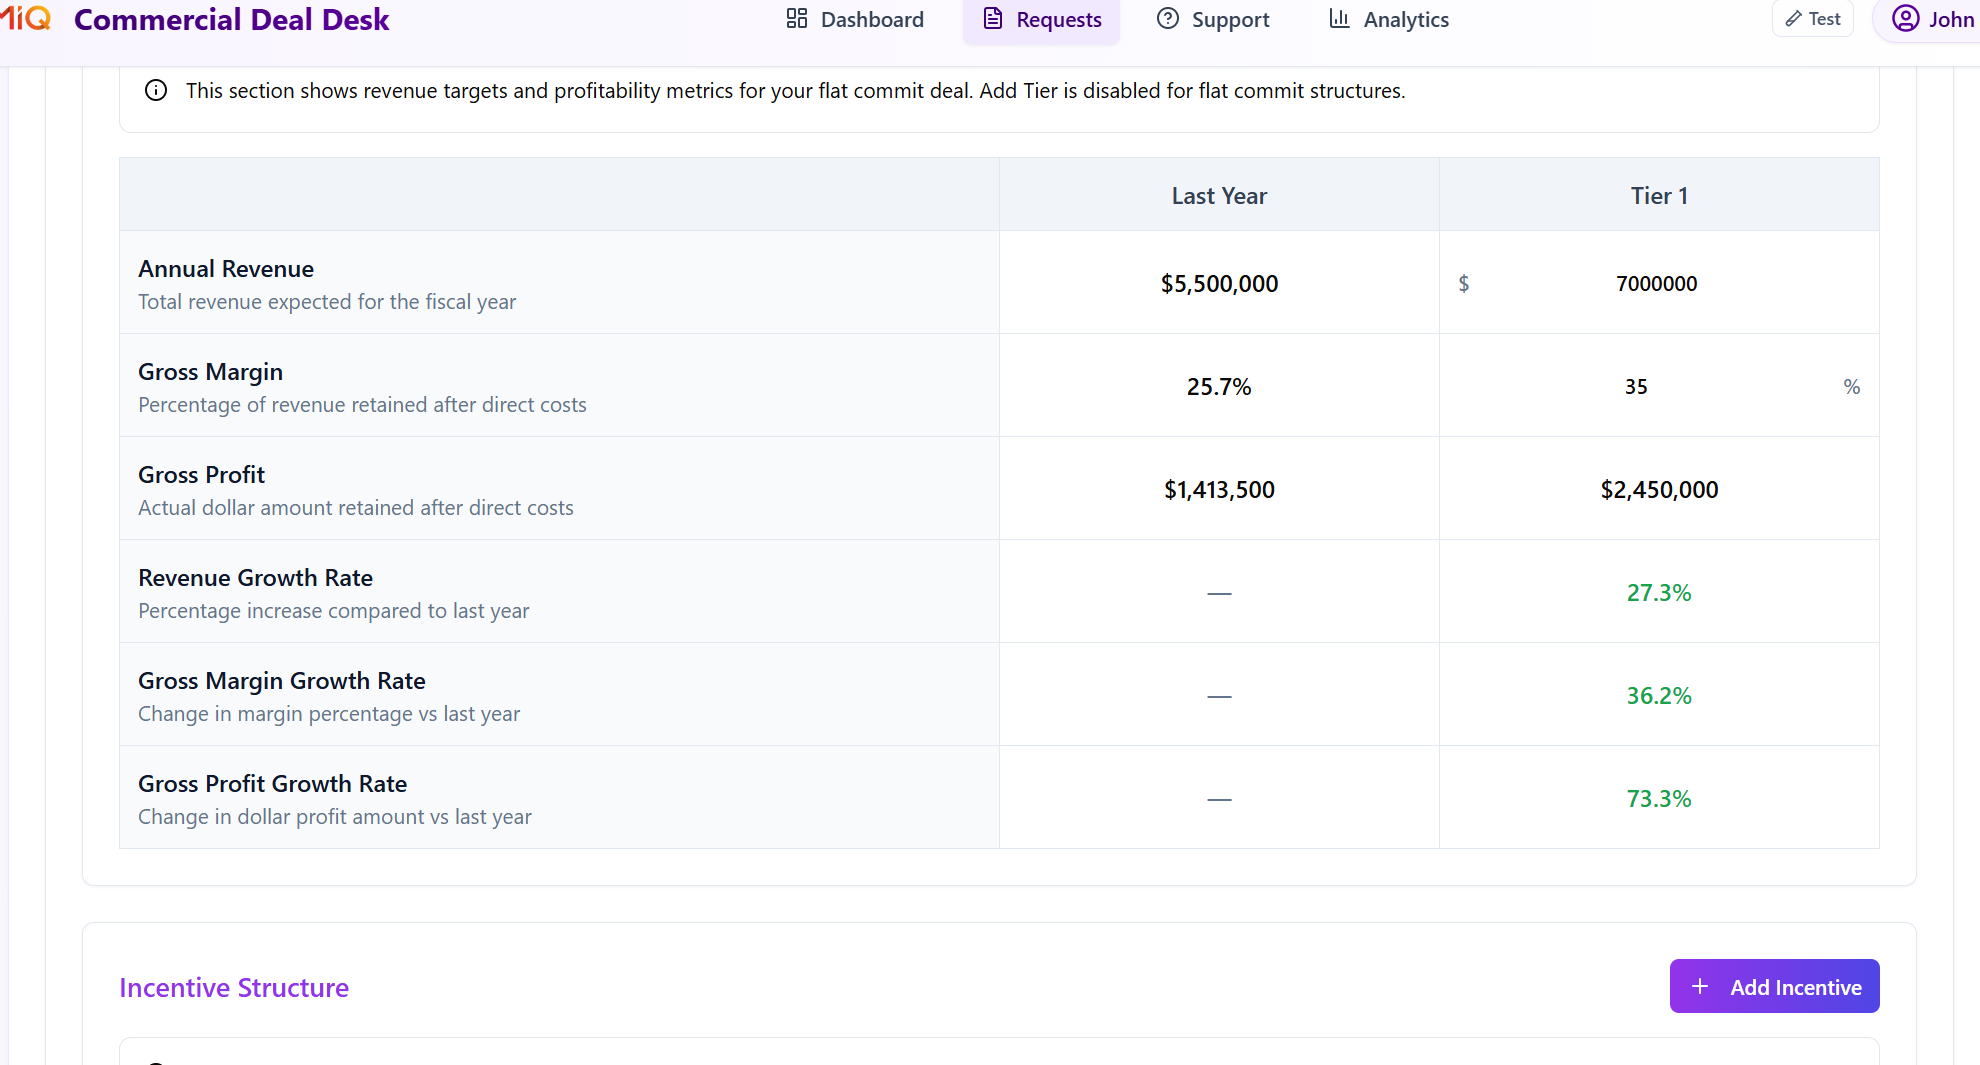 MiQ Commercial Deal Desk Dashboard Requests Support Analytics Test John
This section shows revenue targets and profitability metrics for your flat commit deal. Add Tier is disabled for flat commit structures.
Last Year Tier 1
Annual Revenue
Total revenue expected for the fiscal year
$5,500,000 $ 7000000
Gross Margin
Percentage of revenue retained after direct costs
25.7% 35 %
Gross Profit
Actual dollar amount retained after direct costs
$1,413,500 $2,450,000
Revenue Growth Rate
Percentage increase compared to last year
— 27.3%
Gross Margin Growth Rate
Change in margin percentage vs last year
— 36.2%
Gross Profit Growth Rate
Change in dollar profit amount vs last year
— 73.3%
Incentive Structure + Add Incentive